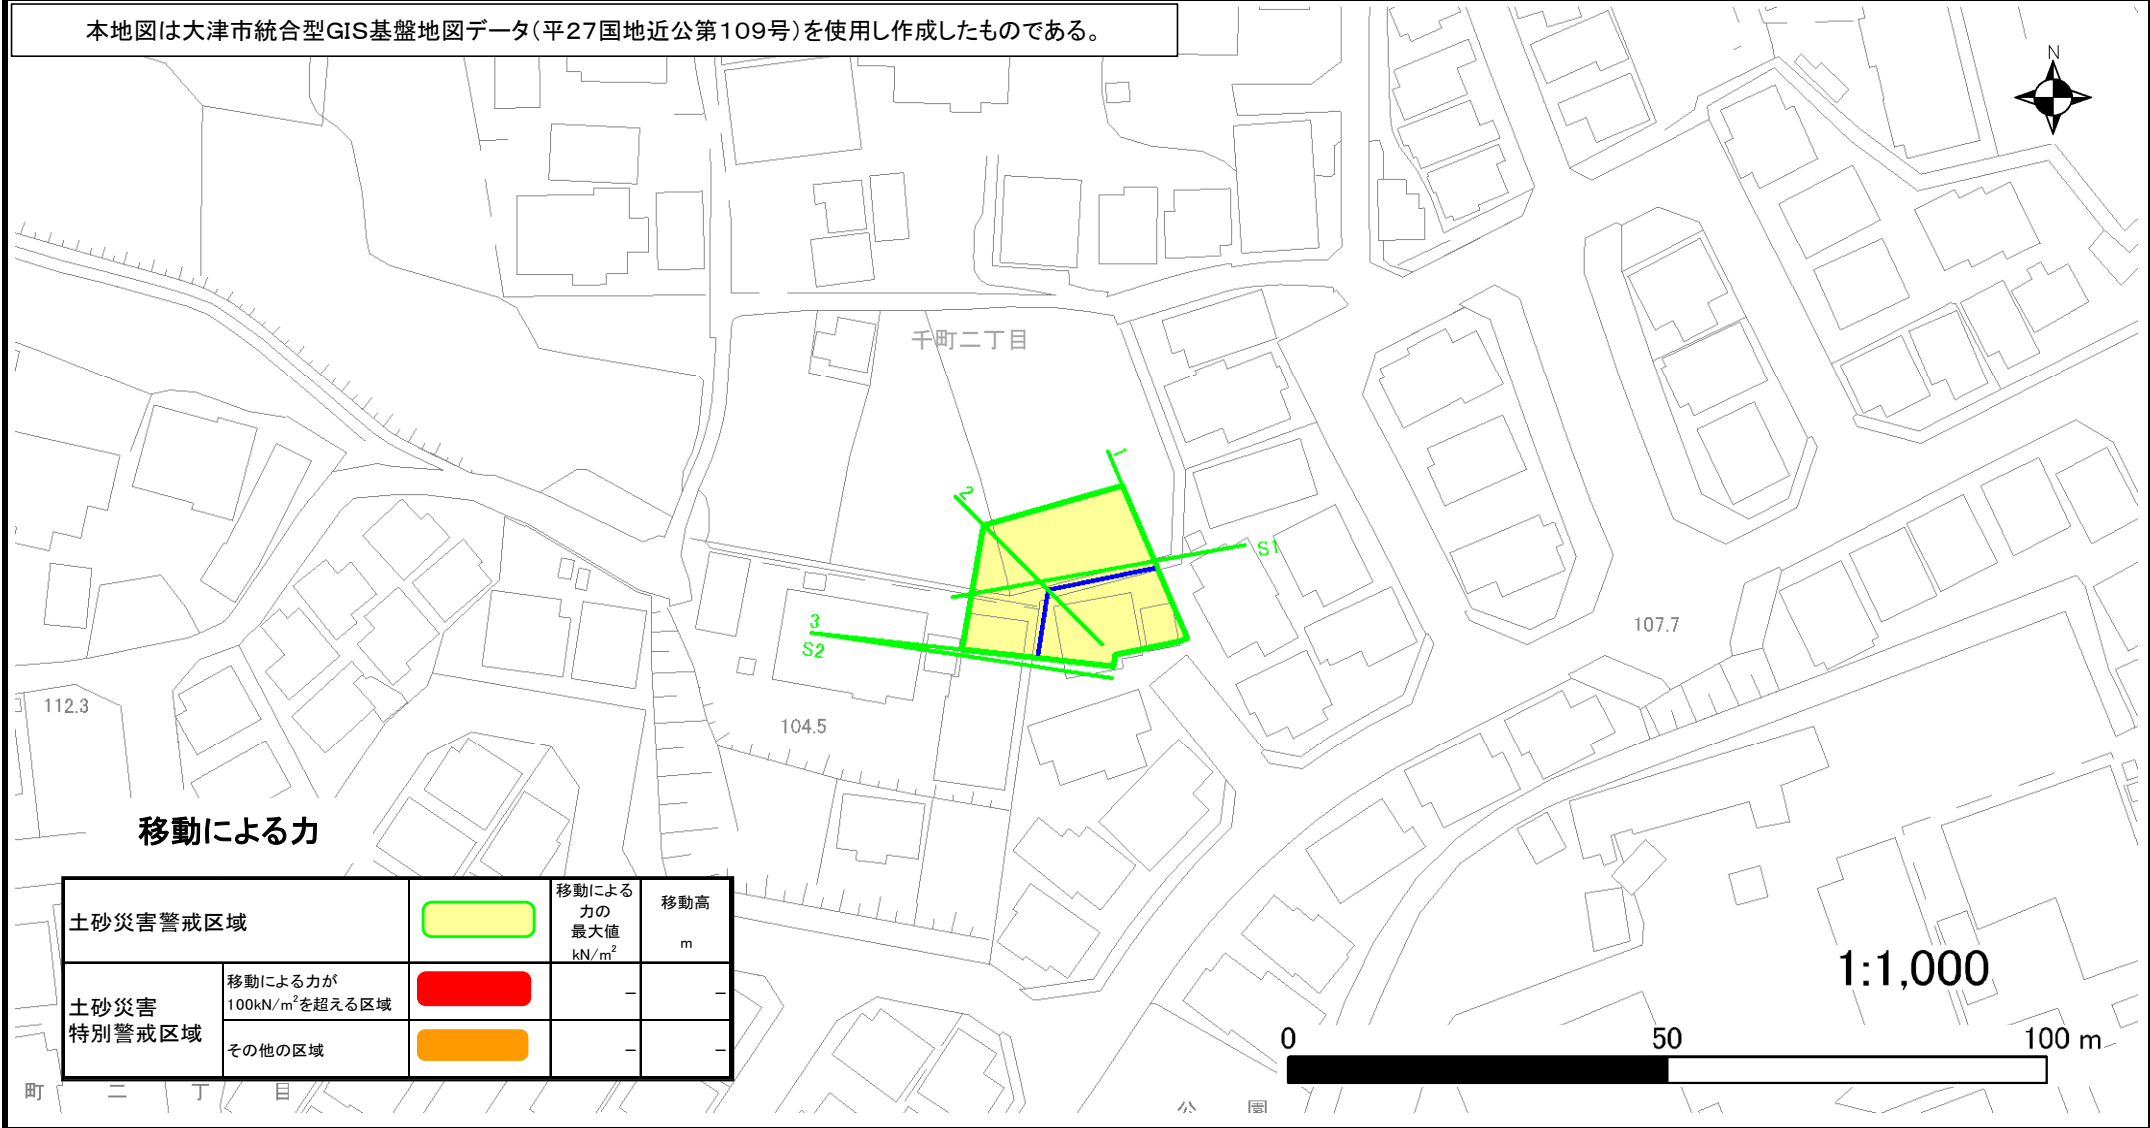 本地図は大津市統合型GIS基盤地図データ(平27国地近公第109号)を使用し作成したものである。
N
千町二丁目
1
2
S1
3
S2
107.7
112.3
104.5
移動による力
土砂災害警戒区域
移動による
力の
最大値
kN/m²
移動高
m
土砂災害
特別警戒区域
移動による力が
100kN/m²を超える区域
–
–
その他の区域
–
–
1:1,000
0 50 100 m
町二丁目
公園